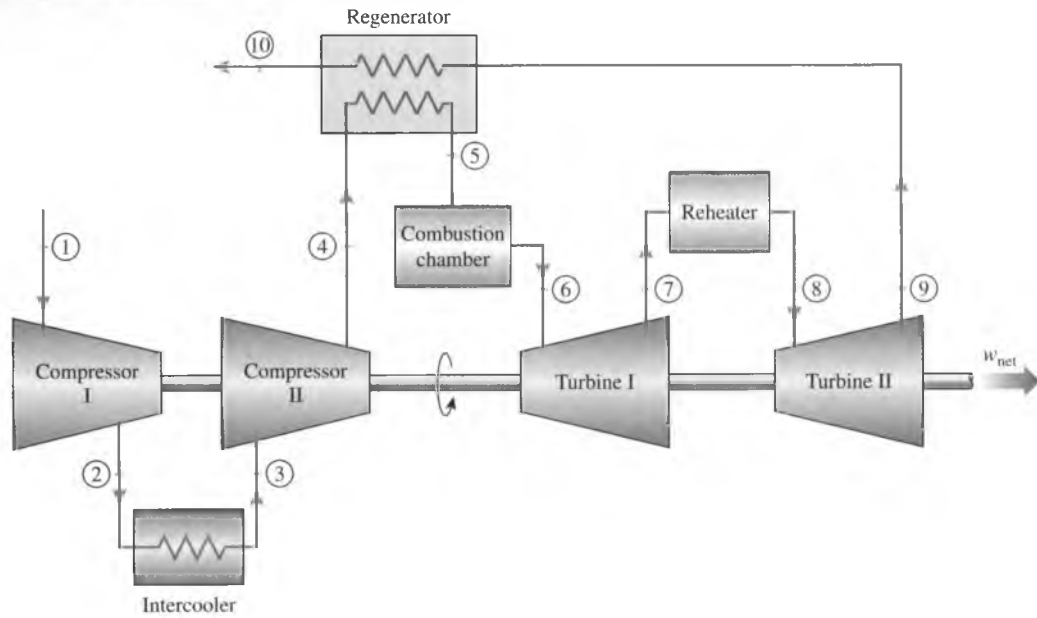 Regenerator
10
5
1
4
Combustion
chamber
Reheater
6
7
8
9
Compressor
I
Compressor
II
Turbine I
Turbine II
w_net
2
3
Intercooler